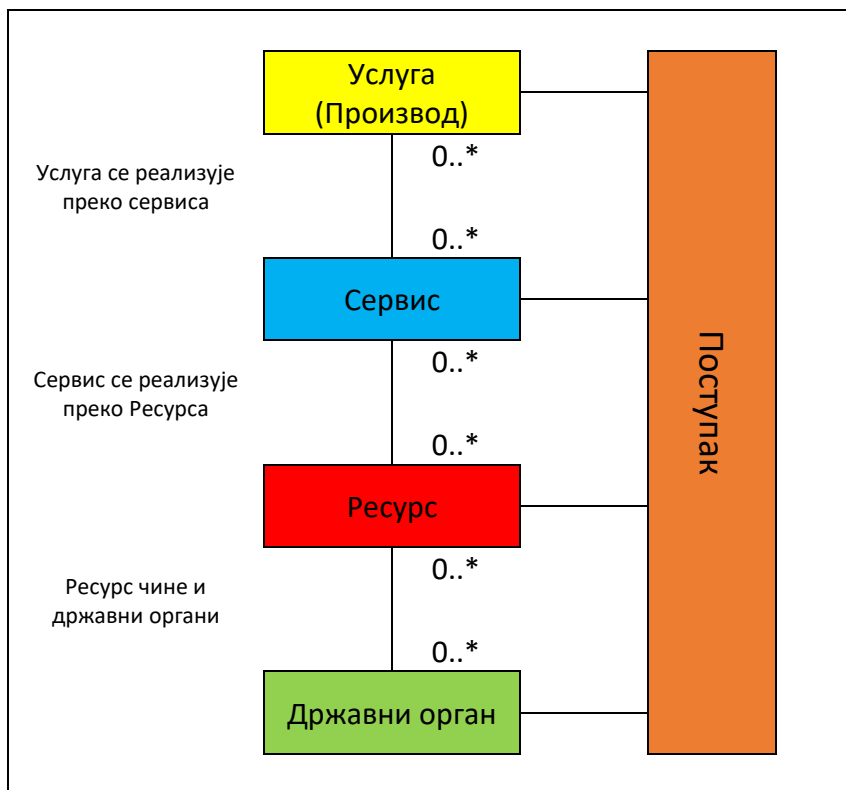 Услуга
(Производ)
0..*
Услуга се реализује
преко сервиса
0..*
Сервис
0..*
Сервис се реализује
преко Ресурса
0..*
Ресурс
0..*
Ресурс чине и
државни органи
0..*
Државни орган
Поступак